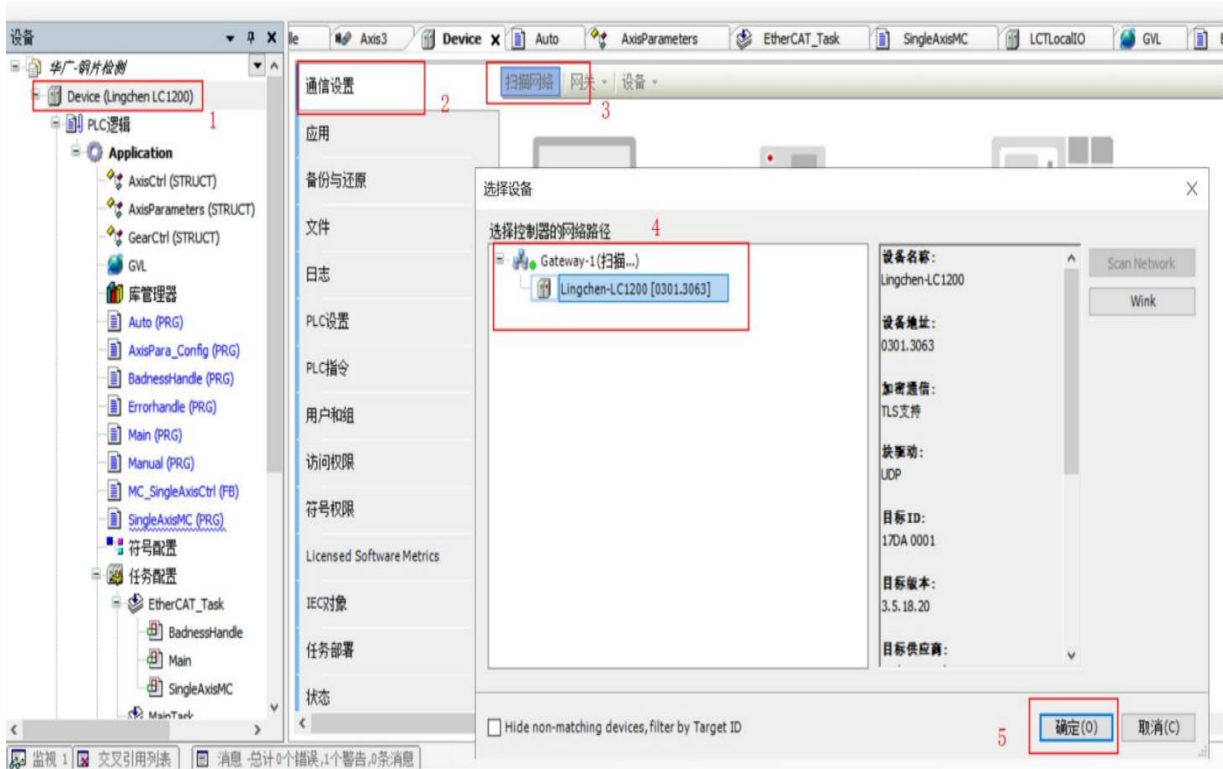 设备
le
Axis3
Device
Auto
AxisParameters
EtherCAT_Task
SingleAxisMC
LCTLocalIO
GVL
华广-钢片检测
Device (Lingchen LC1200)
1
PLC逻辑
Application
AxisCtrl (STRUCT)
AxisParameters (STRUCT)
GearCtrl (STRUCT)
GVL
库管理器
Auto (PRG)
AxisPara_Config (PRG)
BadnessHandle (PRG)
Errorhandle (PRG)
Main (PRG)
Manual (PRG)
MC_SingleAxisCtrl (FB)
SingleAxisMC (PRG)
符号配置
任务配置
EtherCAT_Task
BadnessHandle
Main
SingleAxisMC
MainTask
通信设置
2
应用
备份与还原
文件
日志
PLC设置
PLC指令
用户和组
访问权限
符号权限
Licensed Software Metrics
IEC对象
任务部署
状态
扫描网络
网关
设备
3
选择设备
选择控制器的网络路径
4
Gateway-1(扫描...)
Lingchen-LC1200 [0301.3063]
设备名称:
Lingchen-LC1200
设备地址:
0301.3063
加密通信:
TLS支持
块驱动:
UDP
目标ID:
17DA 0001
目标版本:
3.5.18.20
目标供应商:
Scan Network
Wink
Hide non-matching devices, filter by Target ID
5
确定(O)
取消(C)
监视 1
交叉引用列表
消息 -总计0个错误,1个警告,0条消息